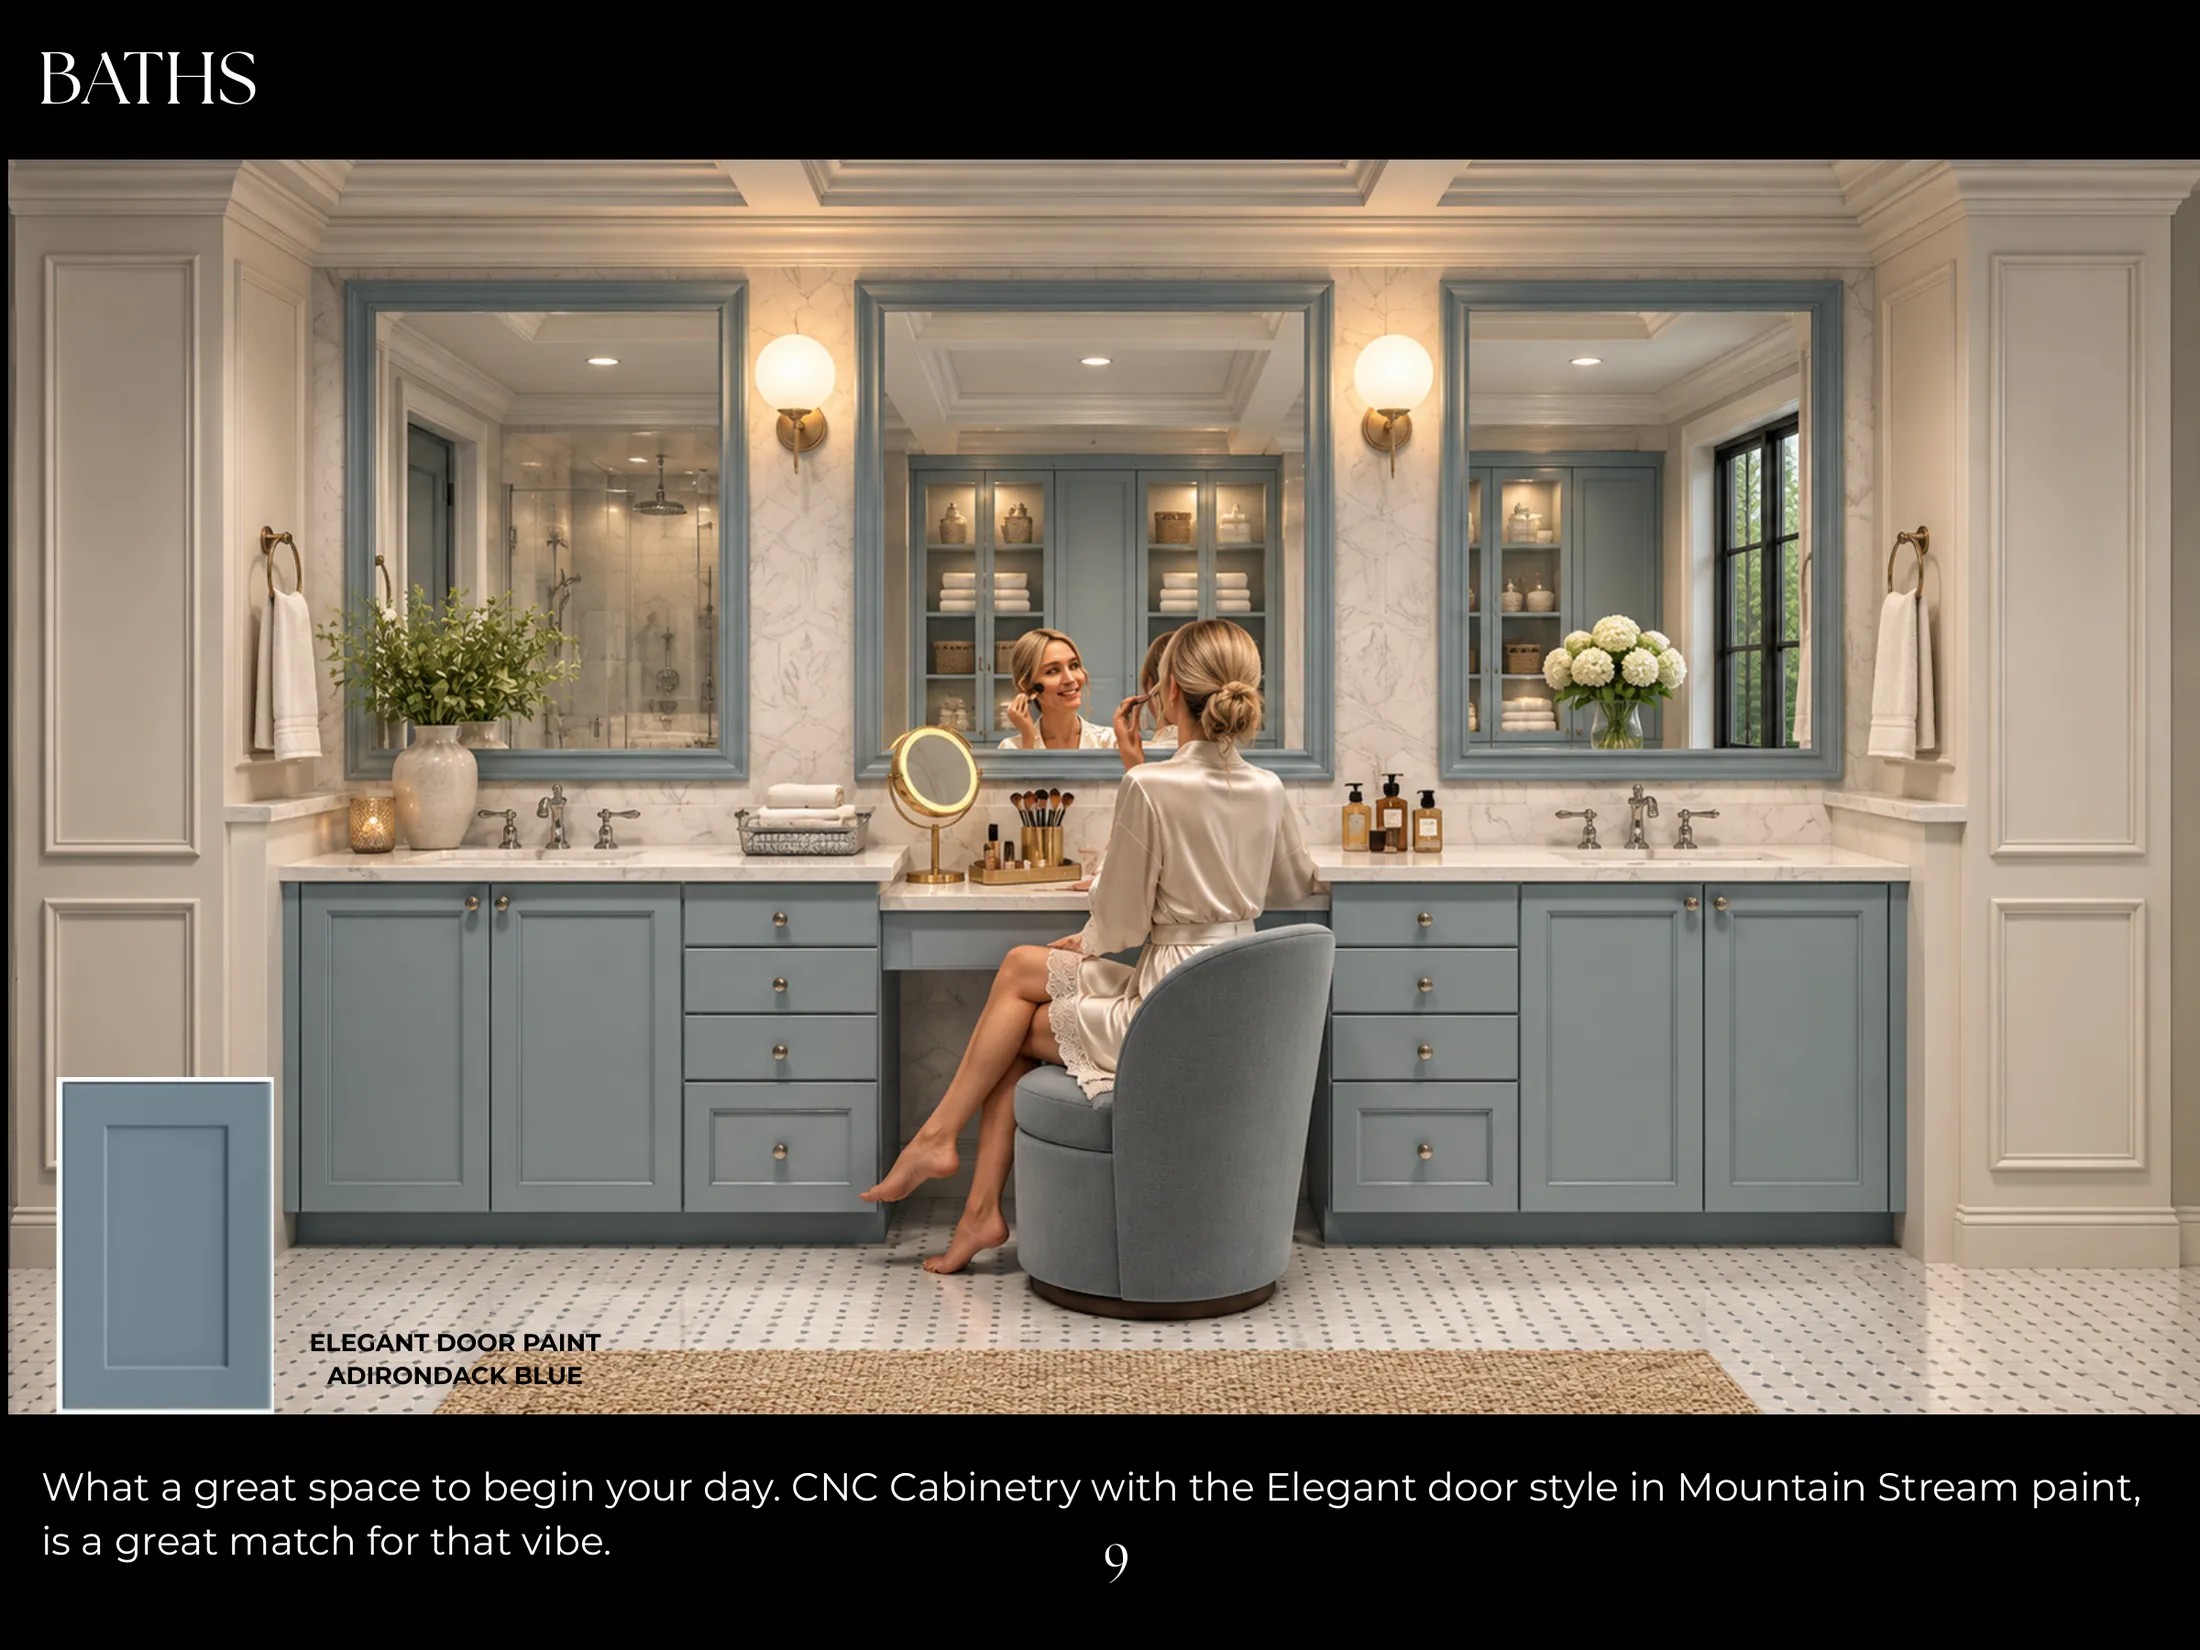 BATHS
ELEGANT DOOR PAINT
ADIRONDACK BLUE
What a great space to begin your day. CNC Cabinetry with the Elegant door style in Mountain Stream paint,
is a great match for that vibe.
9